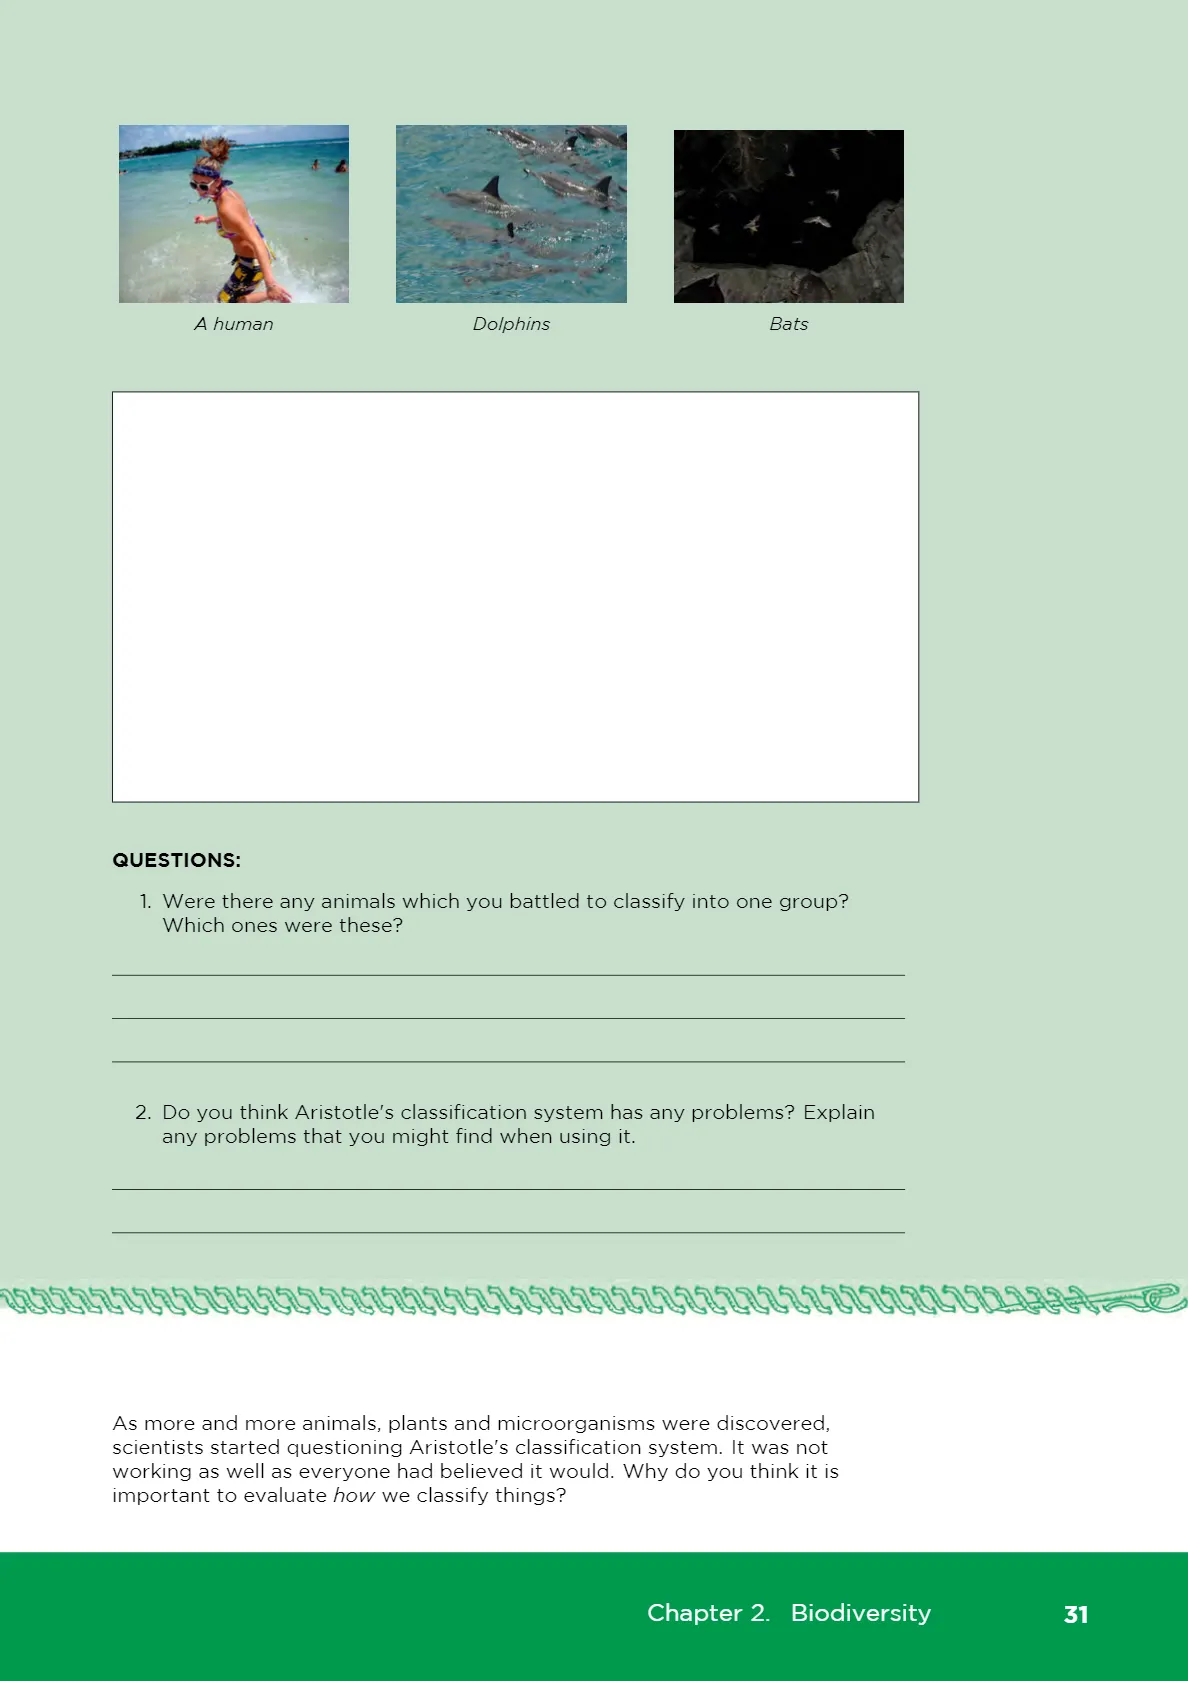 A human
Dolphins
Bats
QUESTIONS:
1. Were there any animals which you battled to classify into one group?
Which ones were these?
2. Do you think Aristotle's classification system has any problems? Explain
any problems that you might find when using it.
As more and more animals, plants and microorganisms were discovered,
scientists started questioning Aristotle's classification system. It was not
working as well as everyone had believed it would. Why do you think it is
important to evaluate how we classify things?
Chapter 2. Biodiversity
31